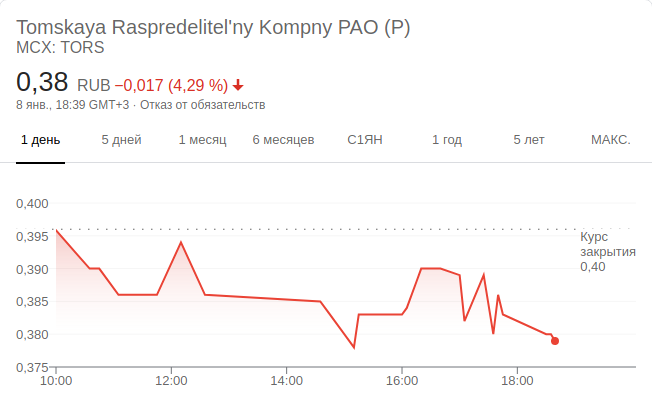 Tomskaya Raspredelitel'ny Kompny PAO (P)
MCX: TORS
0,38 RUB −0,017 (4,29 %)
8 янв., 18:39 GMT+3 · Отказ от обязательств
1 день 5 дней 1 месяц 6 месяцев С1ЯН 1 год 5 лет МАКС.
0,400
0,395
0,390
0,385
0,380
0,375
Курс
закрытия
0,40
10:00 12:00 14:00 16:00 18:00